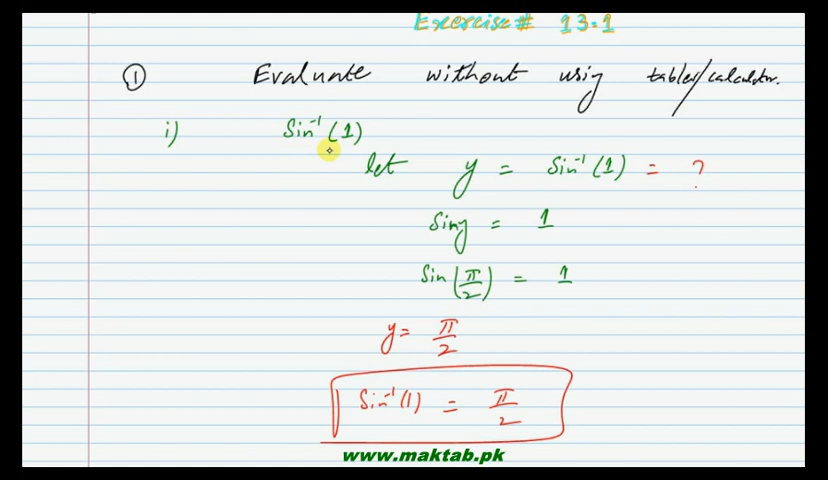 Exercise# 13.1
① Evaluate without using tables/calculator.
i) Sin⁻¹(1)
let y = Sin⁻¹(1) = ?
Siny = 1
Sin(π/2) = 1
y = π/2
Sin⁻¹(1) = π/2
www.maktab.pk